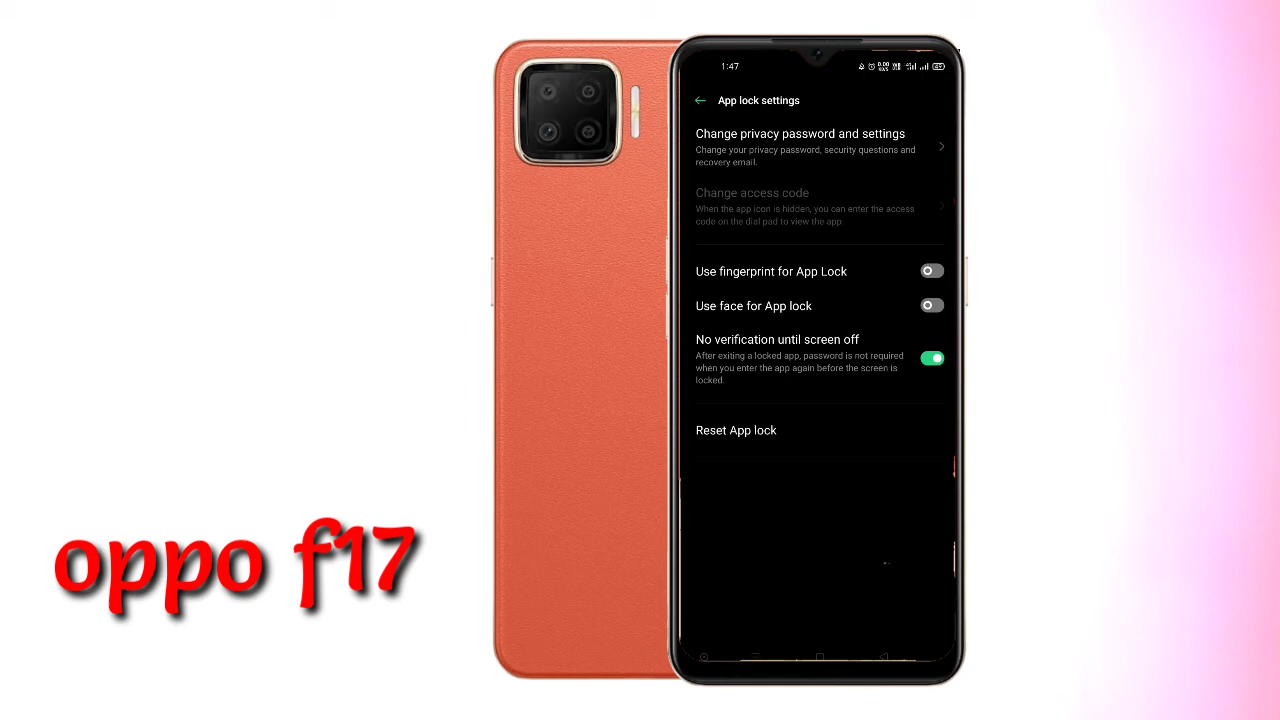 1:47
App lock settings
Change privacy password and settings
Change your privacy password, security questions and
recovery email.
Change access code
When the app icon is hidden, you can enter the access
code on the dial pad to view the app.
Use fingerprint for App Lock
Use face for App lock
No verification until screen off
After exiting a locked app, password is not required
when you enter the app again before the screen is
locked.
Reset App lock
oppo f17